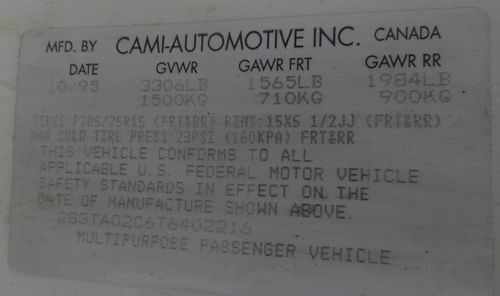 MFD. BY CAMI-AUTOMOTIVE INC. CANADA
DATE GVWR GAWR FRT GAWR RR
10/95 3306LB 1565LB 1984LB
1500KG 710KG 900KG
TIRES: P205/75R15 (FRT&RR) RIMS:15X5 1/2JJ (FRT&RR)
MAX COLD TIRE PRESS:23PSI (160KPA) FRT&RR
THIS VEHICLE CONFORMS TO ALL
APPLICABLE U.S. FEDERAL MOTOR VEHICLE
SAFETY STANDARDS IN EFFECT ON THE
DATE OF MANUFACTURE SHOWN ABOVE.
2S3TA02C6T6402216
MULTIPURPOSE PASSENGER VEHICLE